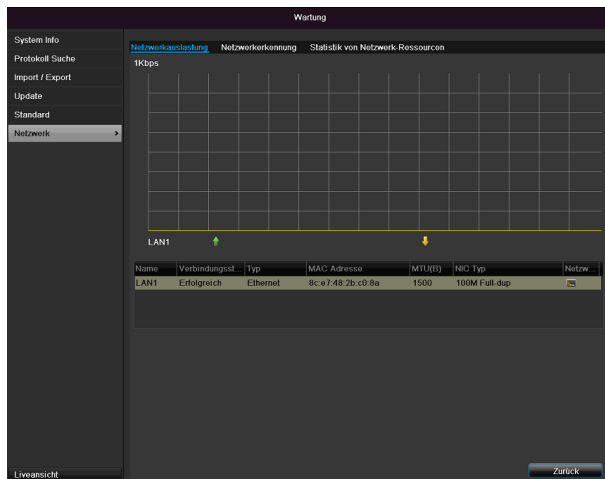 Wartung
System Info
Protokoll Suche
Import / Export
Update
Standard
Netzwerk
Netzwerkauslastung Netzwerkerkennung Statistik von Netzwerk-Ressourcen
1Kbps
LAN1
Name Verbindungsst... Typ MAC Adresse MTU(B) NIC Typ Netzw...
LAN1 Erfolgreich Ethernet 8c:e7:48:2b:c0:8a 1500 100M Full-dup
Liveansicht
Zurück